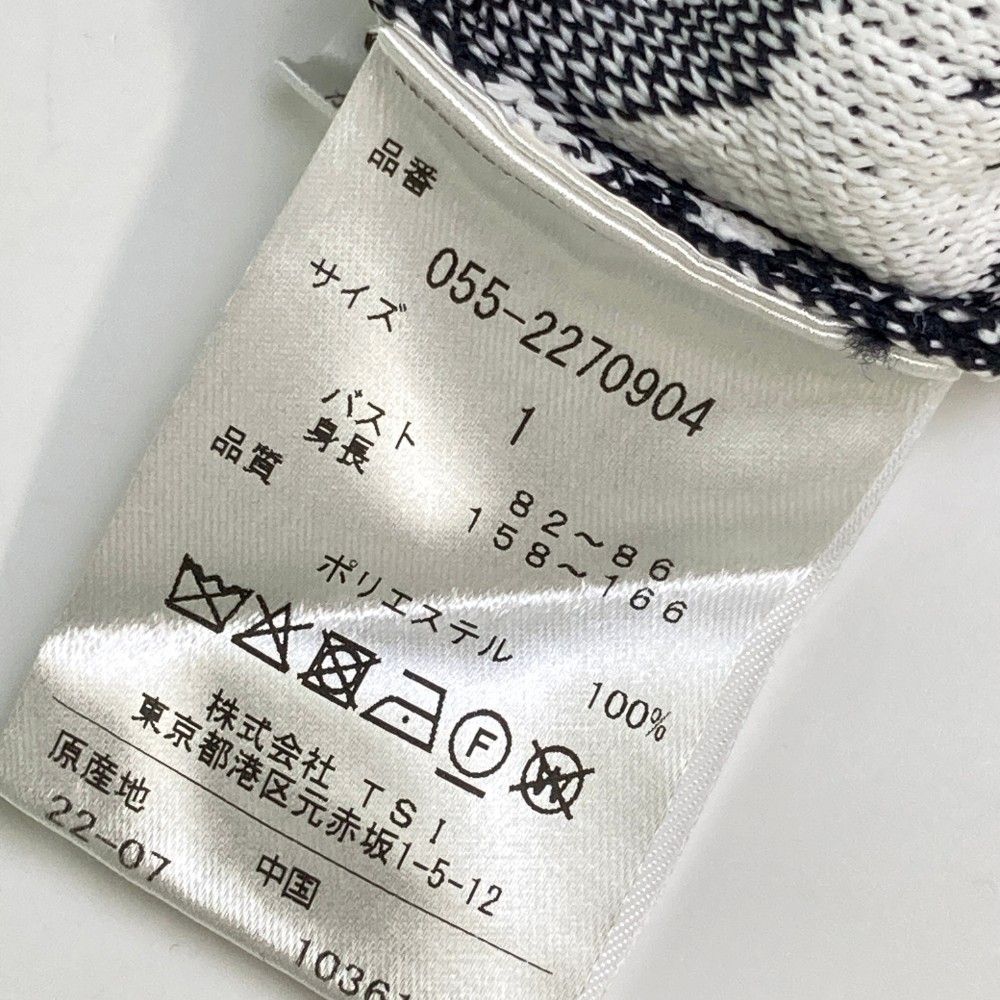 品番
055-2270904
サイズ
1
バスト 82～86
身長 158～166
品質
ポリエステル 100%
F
W
株式会社 TSI
東京都港区元赤坂1-5-12
原産地 中国
22-07